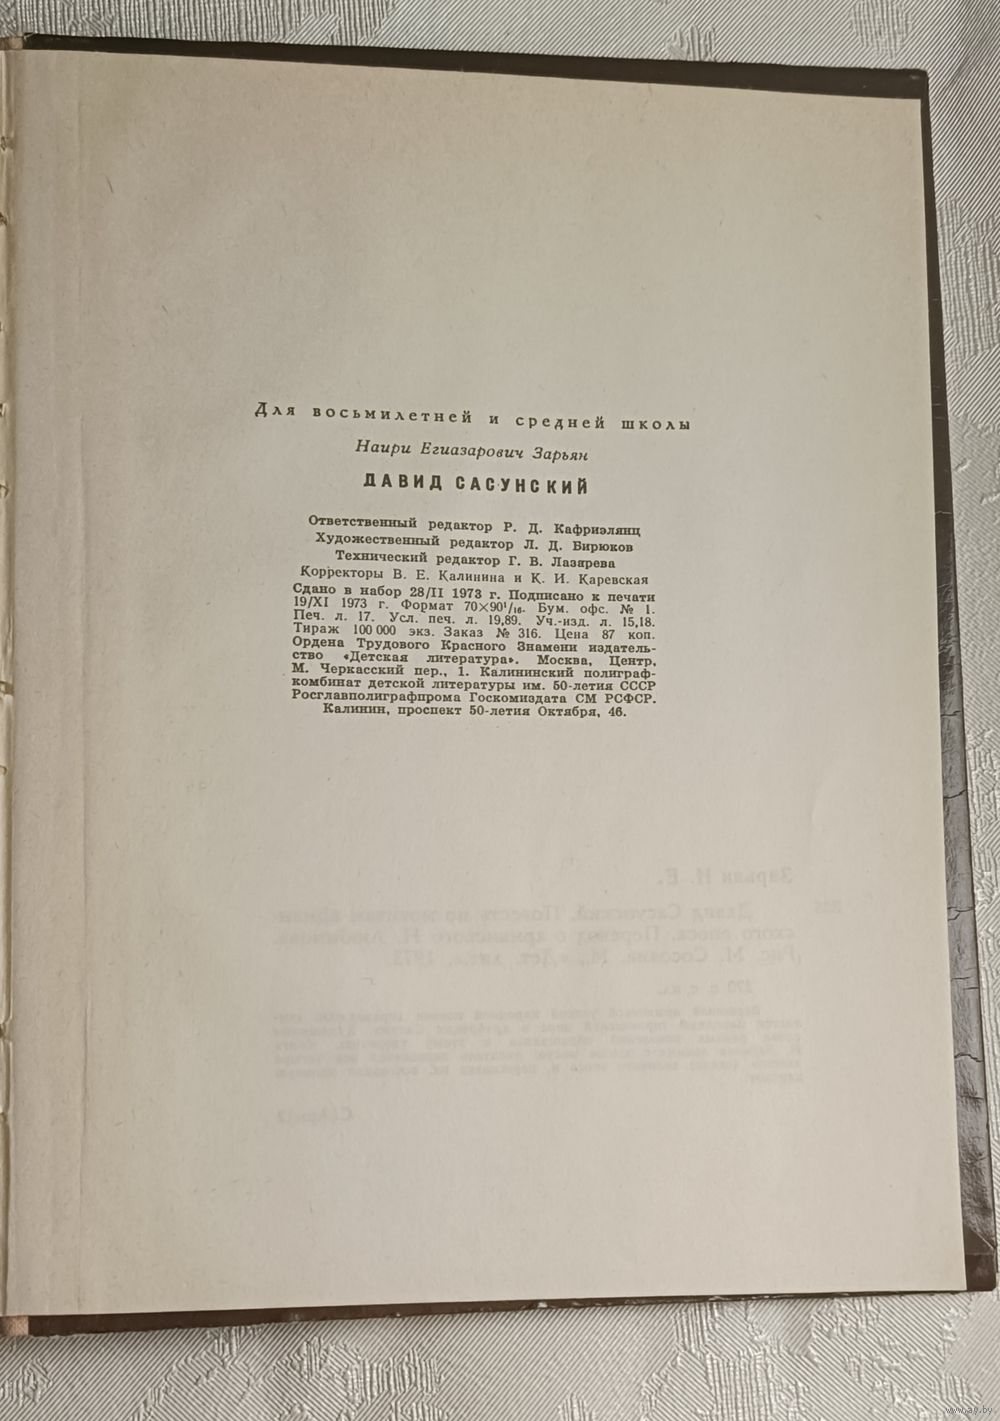 Для восьмилетней и средней школы
Наири Егиазарович Зарьян
ДАВИД САСУНСКИЙ
Ответственный редактор Р. Д. Кафриэлянц
Художественный редактор Л. Д. Бирюков
Технический редактор Г. В. Лазарева
Корректоры В. Е. Калинина и К. И. Каревская
Сдано в набор 28/II 1973 г. Подписано к печати
19/XI 1973 г. Формат 70×90¹/₁₆. Бум. офс. № 1.
Печ. л. 17. Усл. печ. л. 19,89. Уч.-изд. л. 15,18.
Тираж 100 000 экз. Заказ № 316. Цена 87 коп.
Ордена Трудового Красного Знамени издатель-
ство «Детская литература». Москва, Центр,
М. Черкасский пер., 1. Калининский полиграф-
комбинат детской литературы им. 50-летия СССР
Росглавполиграфпрома Госкомиздата СМ РСФСР.
Калинин, проспект 50-летия Октября, 46.
Зарьян Н. Е.
www.ay.by